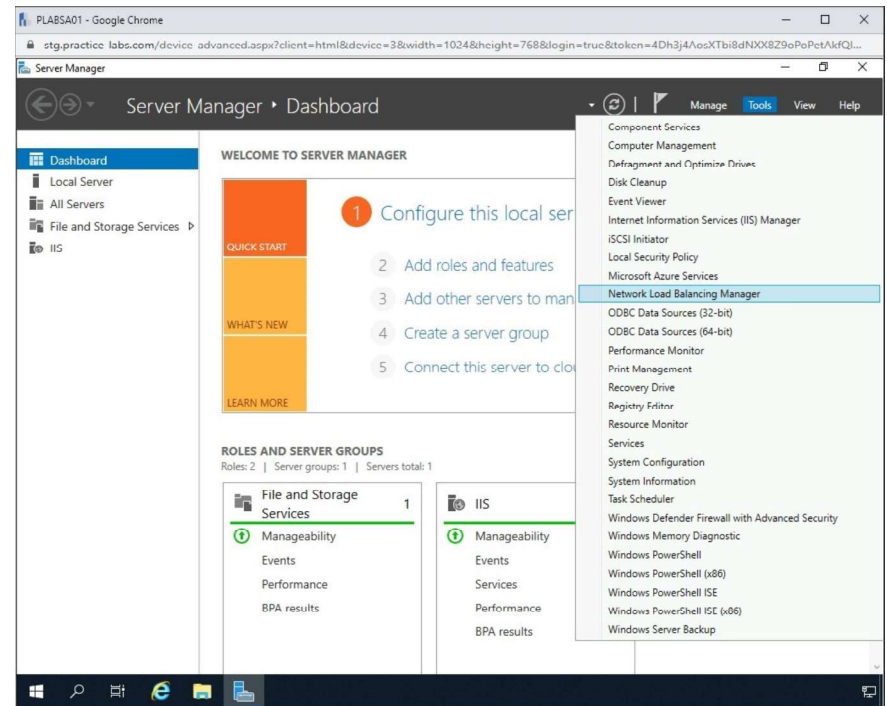 PLABSA01 - Google Chrome
stg.practice-labs.com/device-advanced.aspx?client=html&device=3&width=1024&height=768&login=true&token=
Server Manager
Server Manager • Dashboard
Manage Tools View Help
Dashboard
Local Server
All Servers
File and Storage Services
IIS
WELCOME TO SERVER MANAGER
QUICK START
WHAT'S NEW
LEARN MORE
1 Configure this local ser
2 Add roles and features
3 Add other servers to man
4 Create a server group
5 Connect this server to clou
ROLES AND SERVER GROUPS
Roles: 2 | Server groups: 1 | Servers total: 1
File and Storage
Services
1
Manageability
Events
Performance
BPA results
IIS
Manageability
Events
Services
Performance
BPA results
Component Services
Computer Management
Defragment and Optimize Drives
Disk Cleanup
Event Viewer
Internet Information Services (IIS) Manager
iSCSI Initiator
Local Security Policy
Microsoft Azure Services
Network Load Balancing Manager
ODBC Data Sources (32-bit)
ODBC Data Sources (64-bit)
Performance Monitor
Print Management
Recovery Drive
Registry Editor
Resource Monitor
Services
System Configuration
System Information
Task Scheduler
Windows Defender Firewall with Advanced Security
Windows Memory Diagnostic
Windows PowerShell
Windows PowerShell (x86)
Windows PowerShell ISE
Windows PowerShell ISE (x86)
Windows Server Backup